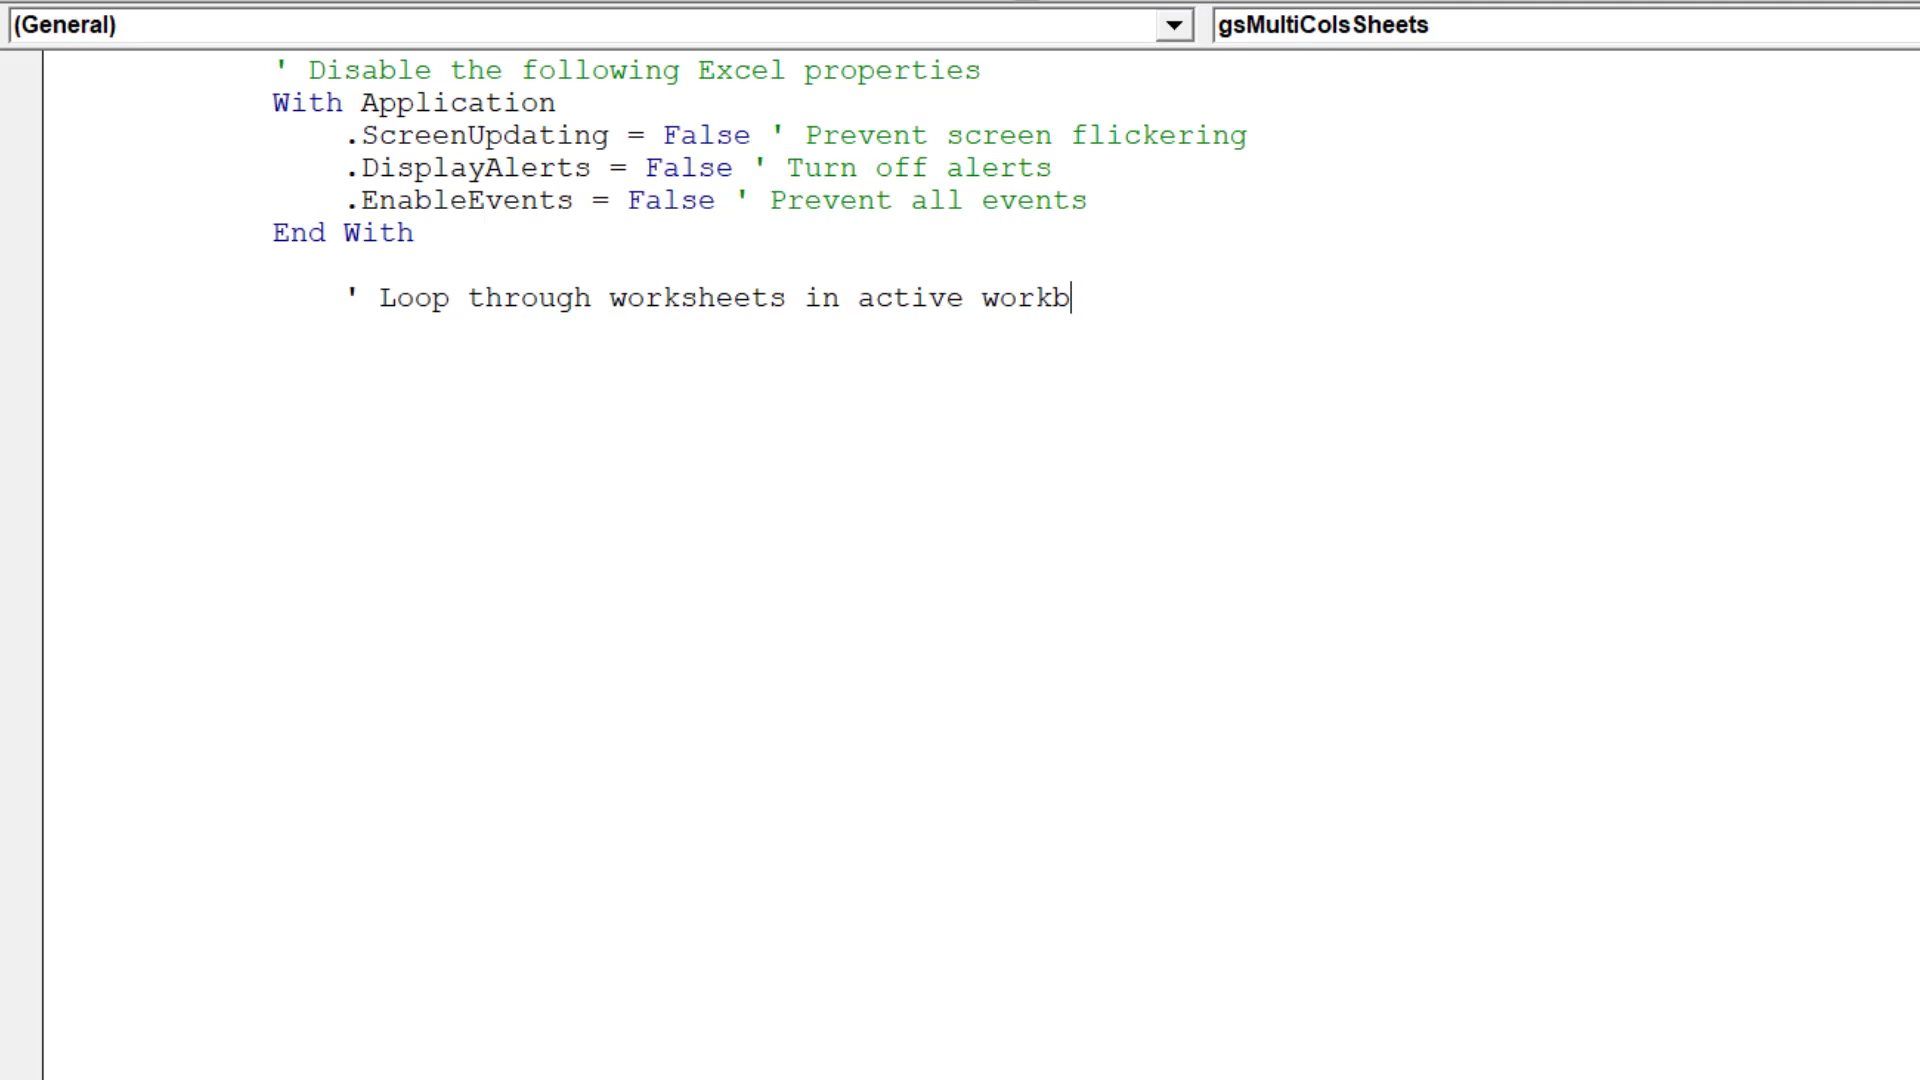 (General)
gsMultiColsSheets
' Disable the following Excel properties
With Application
.ScreenUpdating = False ' Prevent screen flickering
.DisplayAlerts = False ' Turn off alerts
.EnableEvents = False ' Prevent all events
End With
' Loop through worksheets in active workb